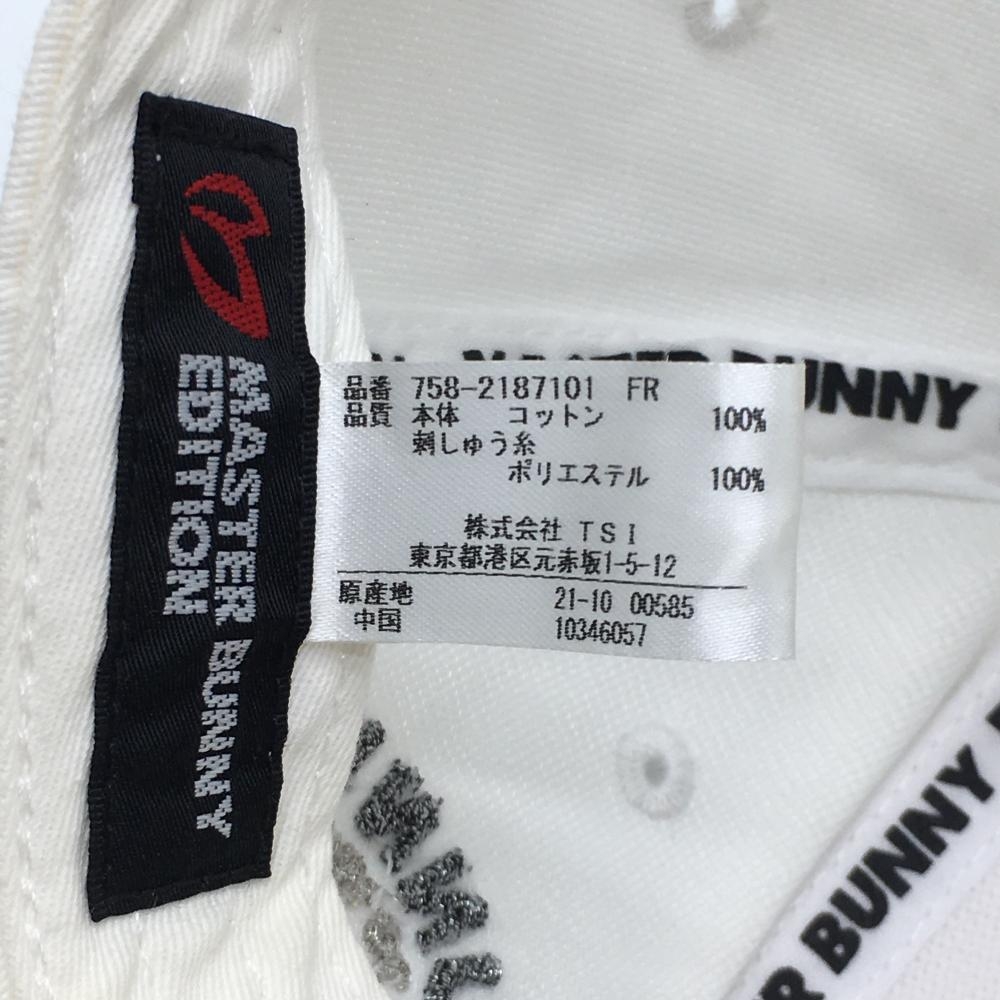 MASTER BUNNY
EDITION
品番 758-2187101 FR
品質 本体 コットン 100%
刺しゅう糸
ポリエステル 100%
株式会社 TSI
東京都港区元赤坂1-5-12
原産地 21-10 00585
中国 10346057
MASTER BUNNY
BUNNY